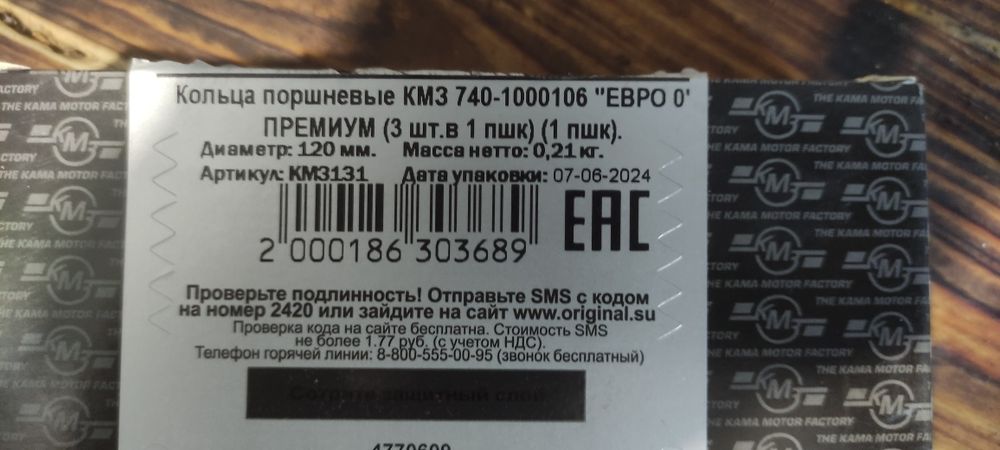 Кольца поршневые КМЗ 740-1000106 "ЕВРО 0'
ПРЕМИУМ (3 шт.в 1 пшк) (1 пшк).
Диаметр: 120 мм. Масса нетто: 0,21 кг.
Артикул: КМ3131 Дата упаковки: 07-06-2024
EAC
2 000186 303689
Проверьте подлинность! Отправьте SMS с кодом
на номер 2420 или зайдите на сайт www.original.su
Проверка кода на сайте бесплатна. Стоимость SMS
не более 1.77 руб. (с учетом НДС).
Телефон горячей линии: 8-800-555-00-95 (звонок бесплатный)
Сотрите защитный слой
THE KAMA MOTOR FACTORY